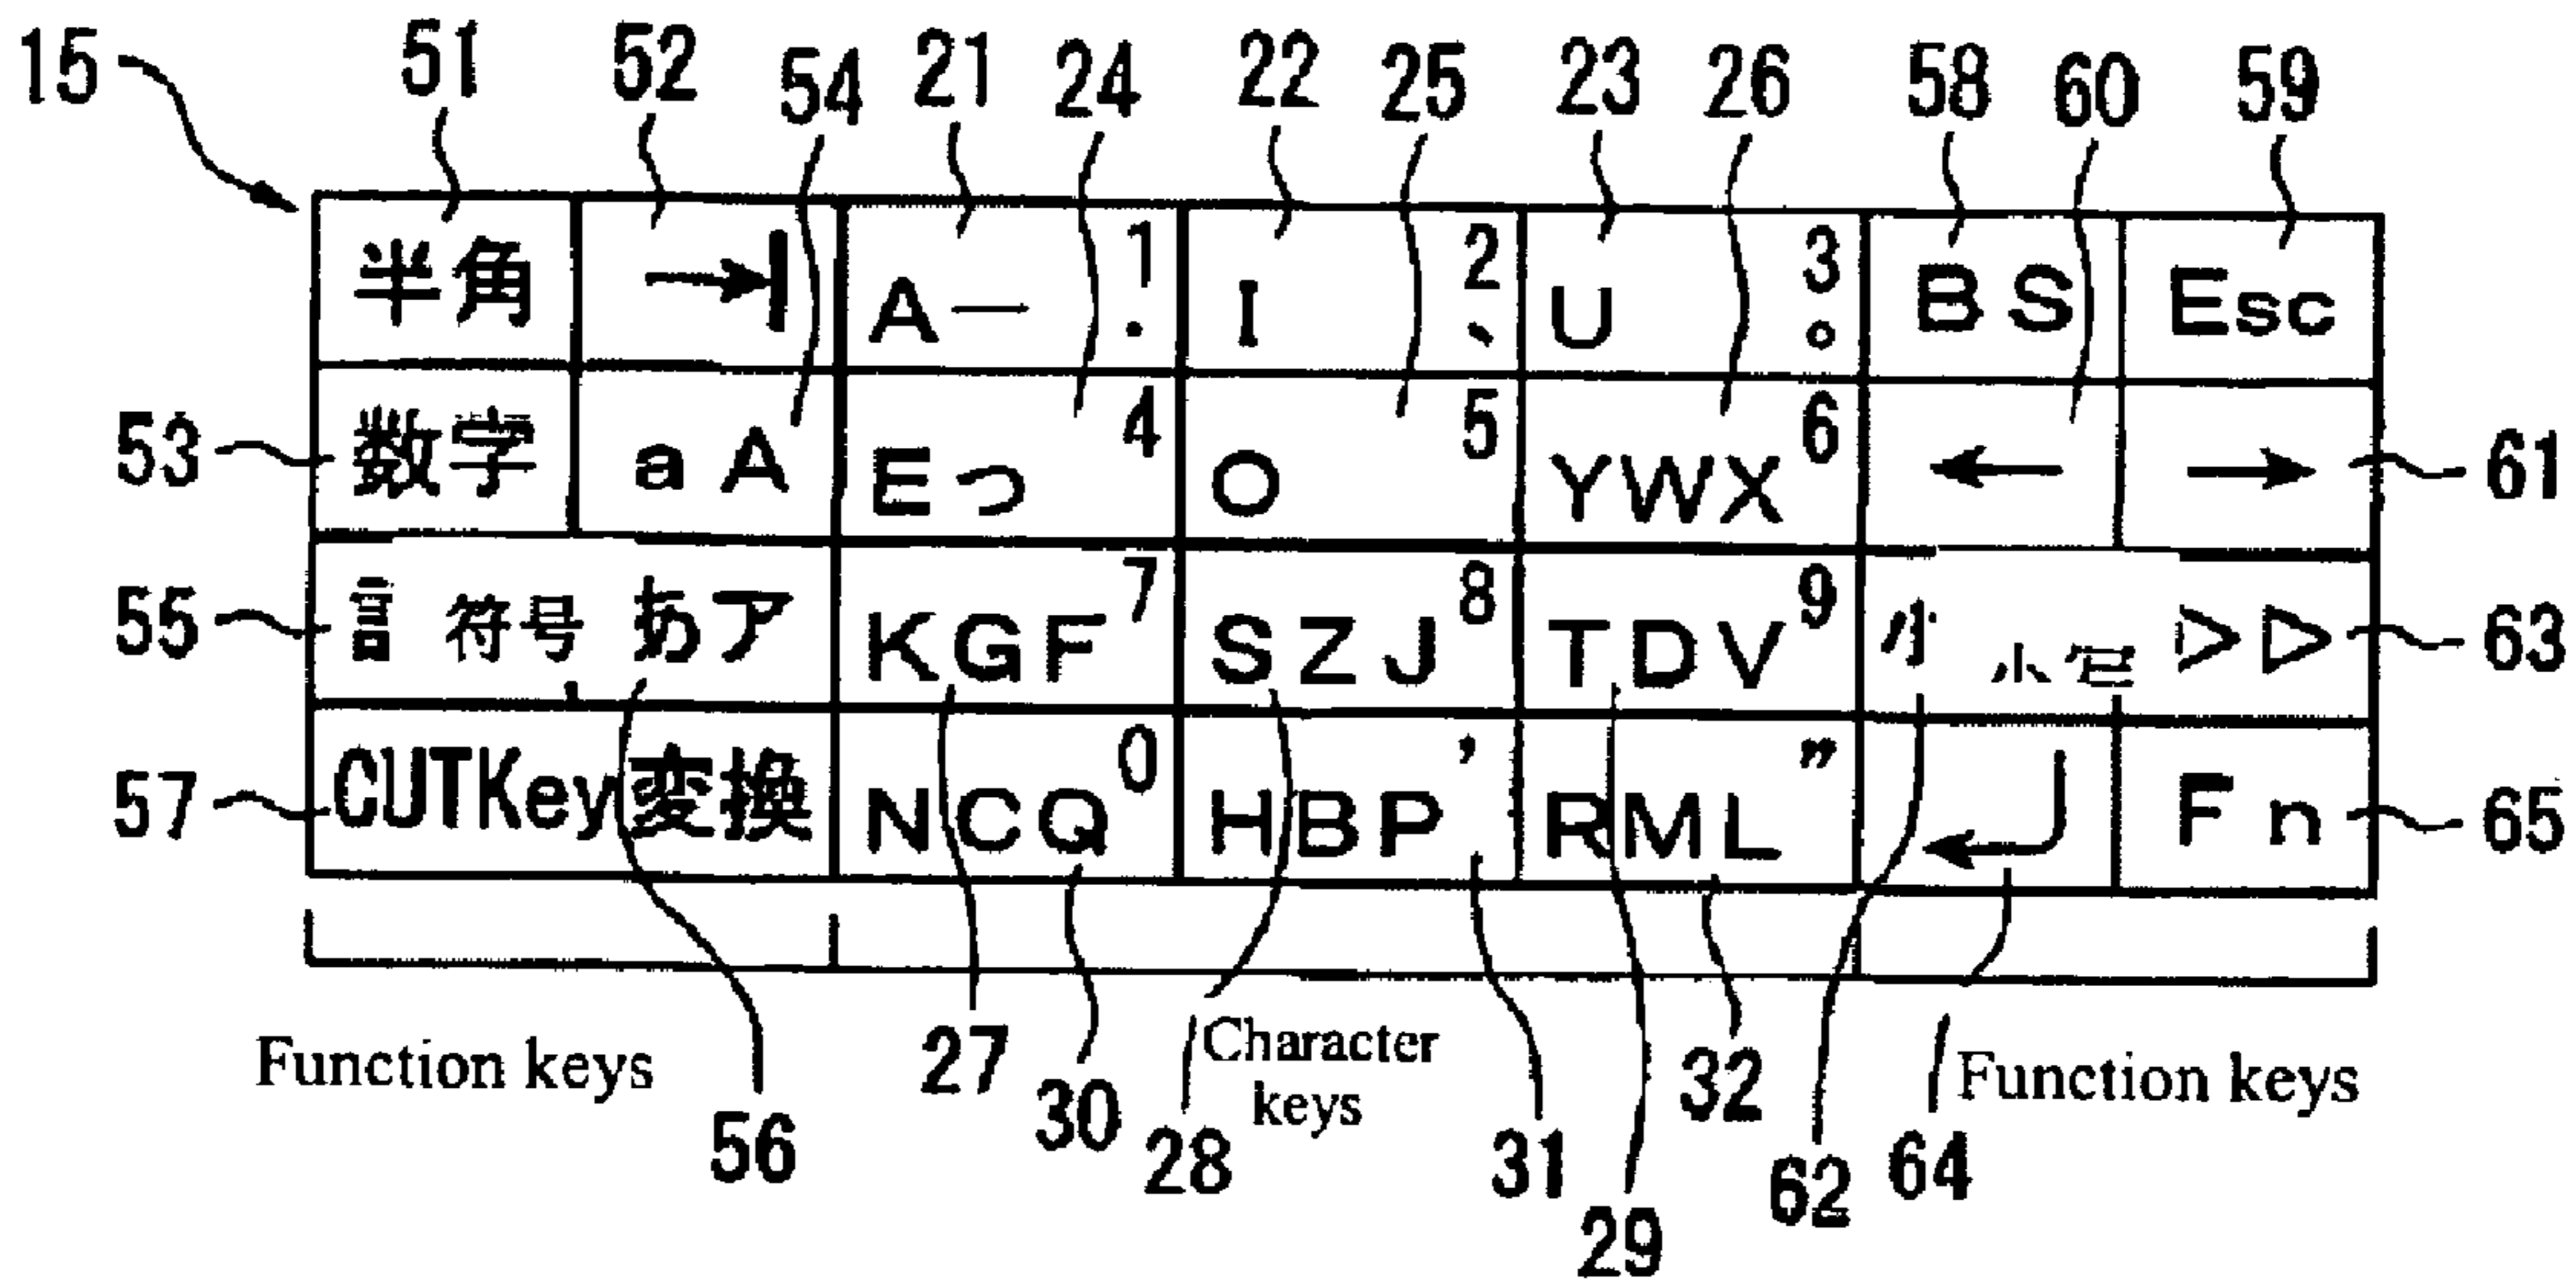 15 51 52 54 21 24 22 25 23 26 58 60 59
半角 →| A— 1 . I 2 、 U 3 。 BS Esc
53 数字 aA Eつ 4 O 5 YWX 6 ← → 61
55 符号 あア KGF 7 SZJ 8 TDV 9 小 ▷▷ 63
57 CUTKey 変換 NCQ 0 HBP ’ RML ” Fn 65
Function keys
56
27
30
28
Character
keys
31
29
32
62
64
Function keys